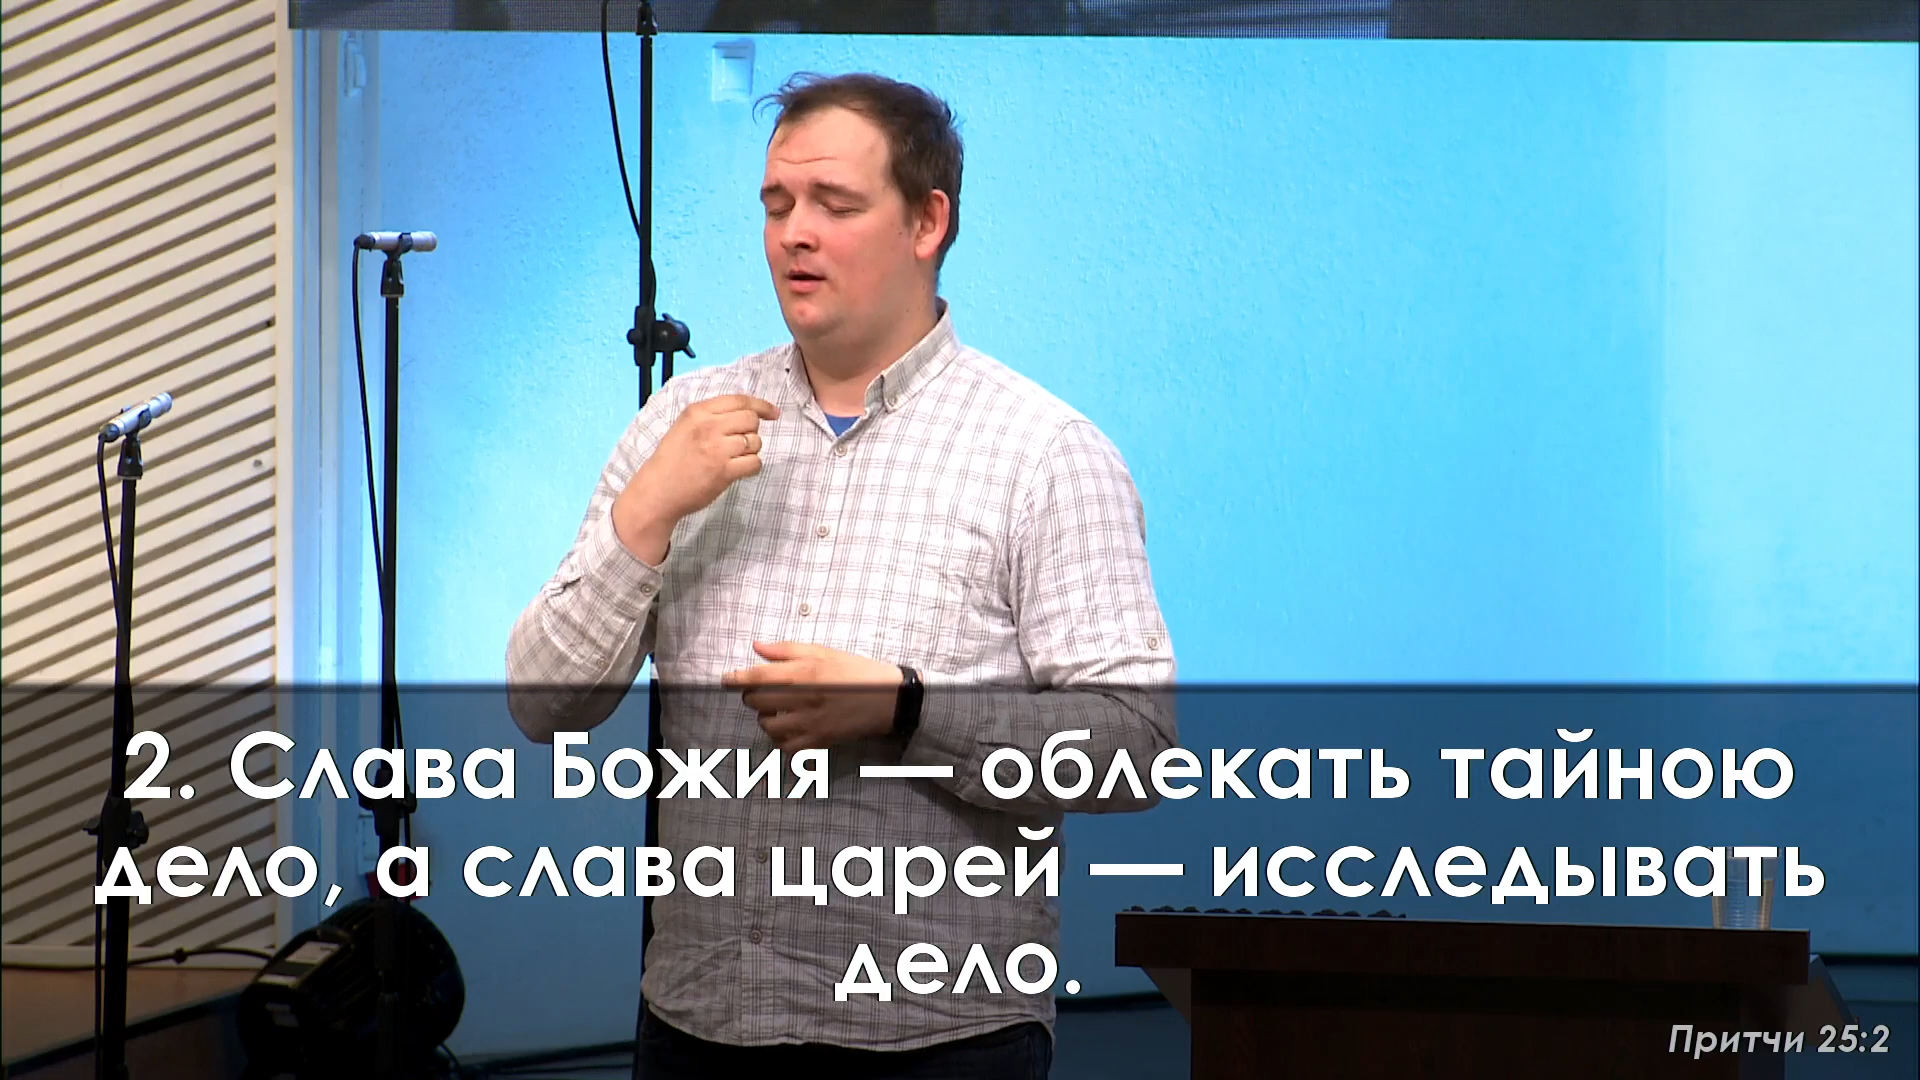 2. Слава Божия — облекать тайною
дело, а слава царей — исследывать
дело.
Притчи 25:2